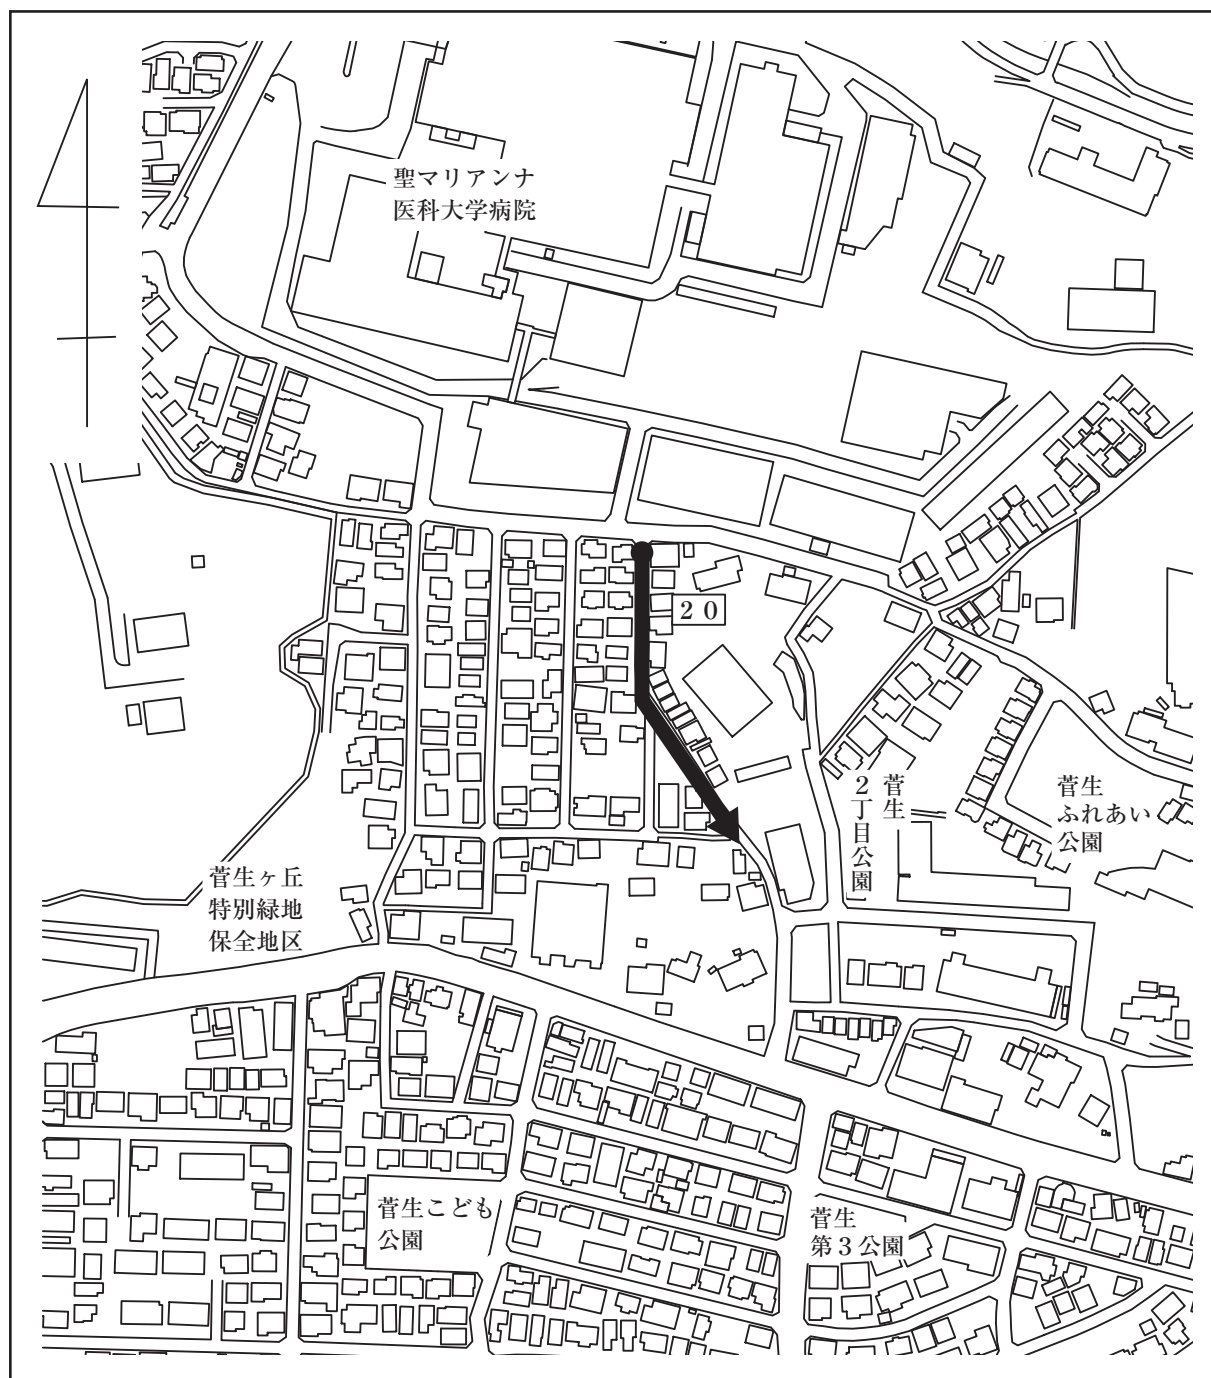 聖マリアンナ
医科大学病院
20
菅生
2丁目公園
菅生
ふれあい
公園
菅生ヶ丘
特別緑地
保全地区
菅生こども
公園
菅生
第3公園